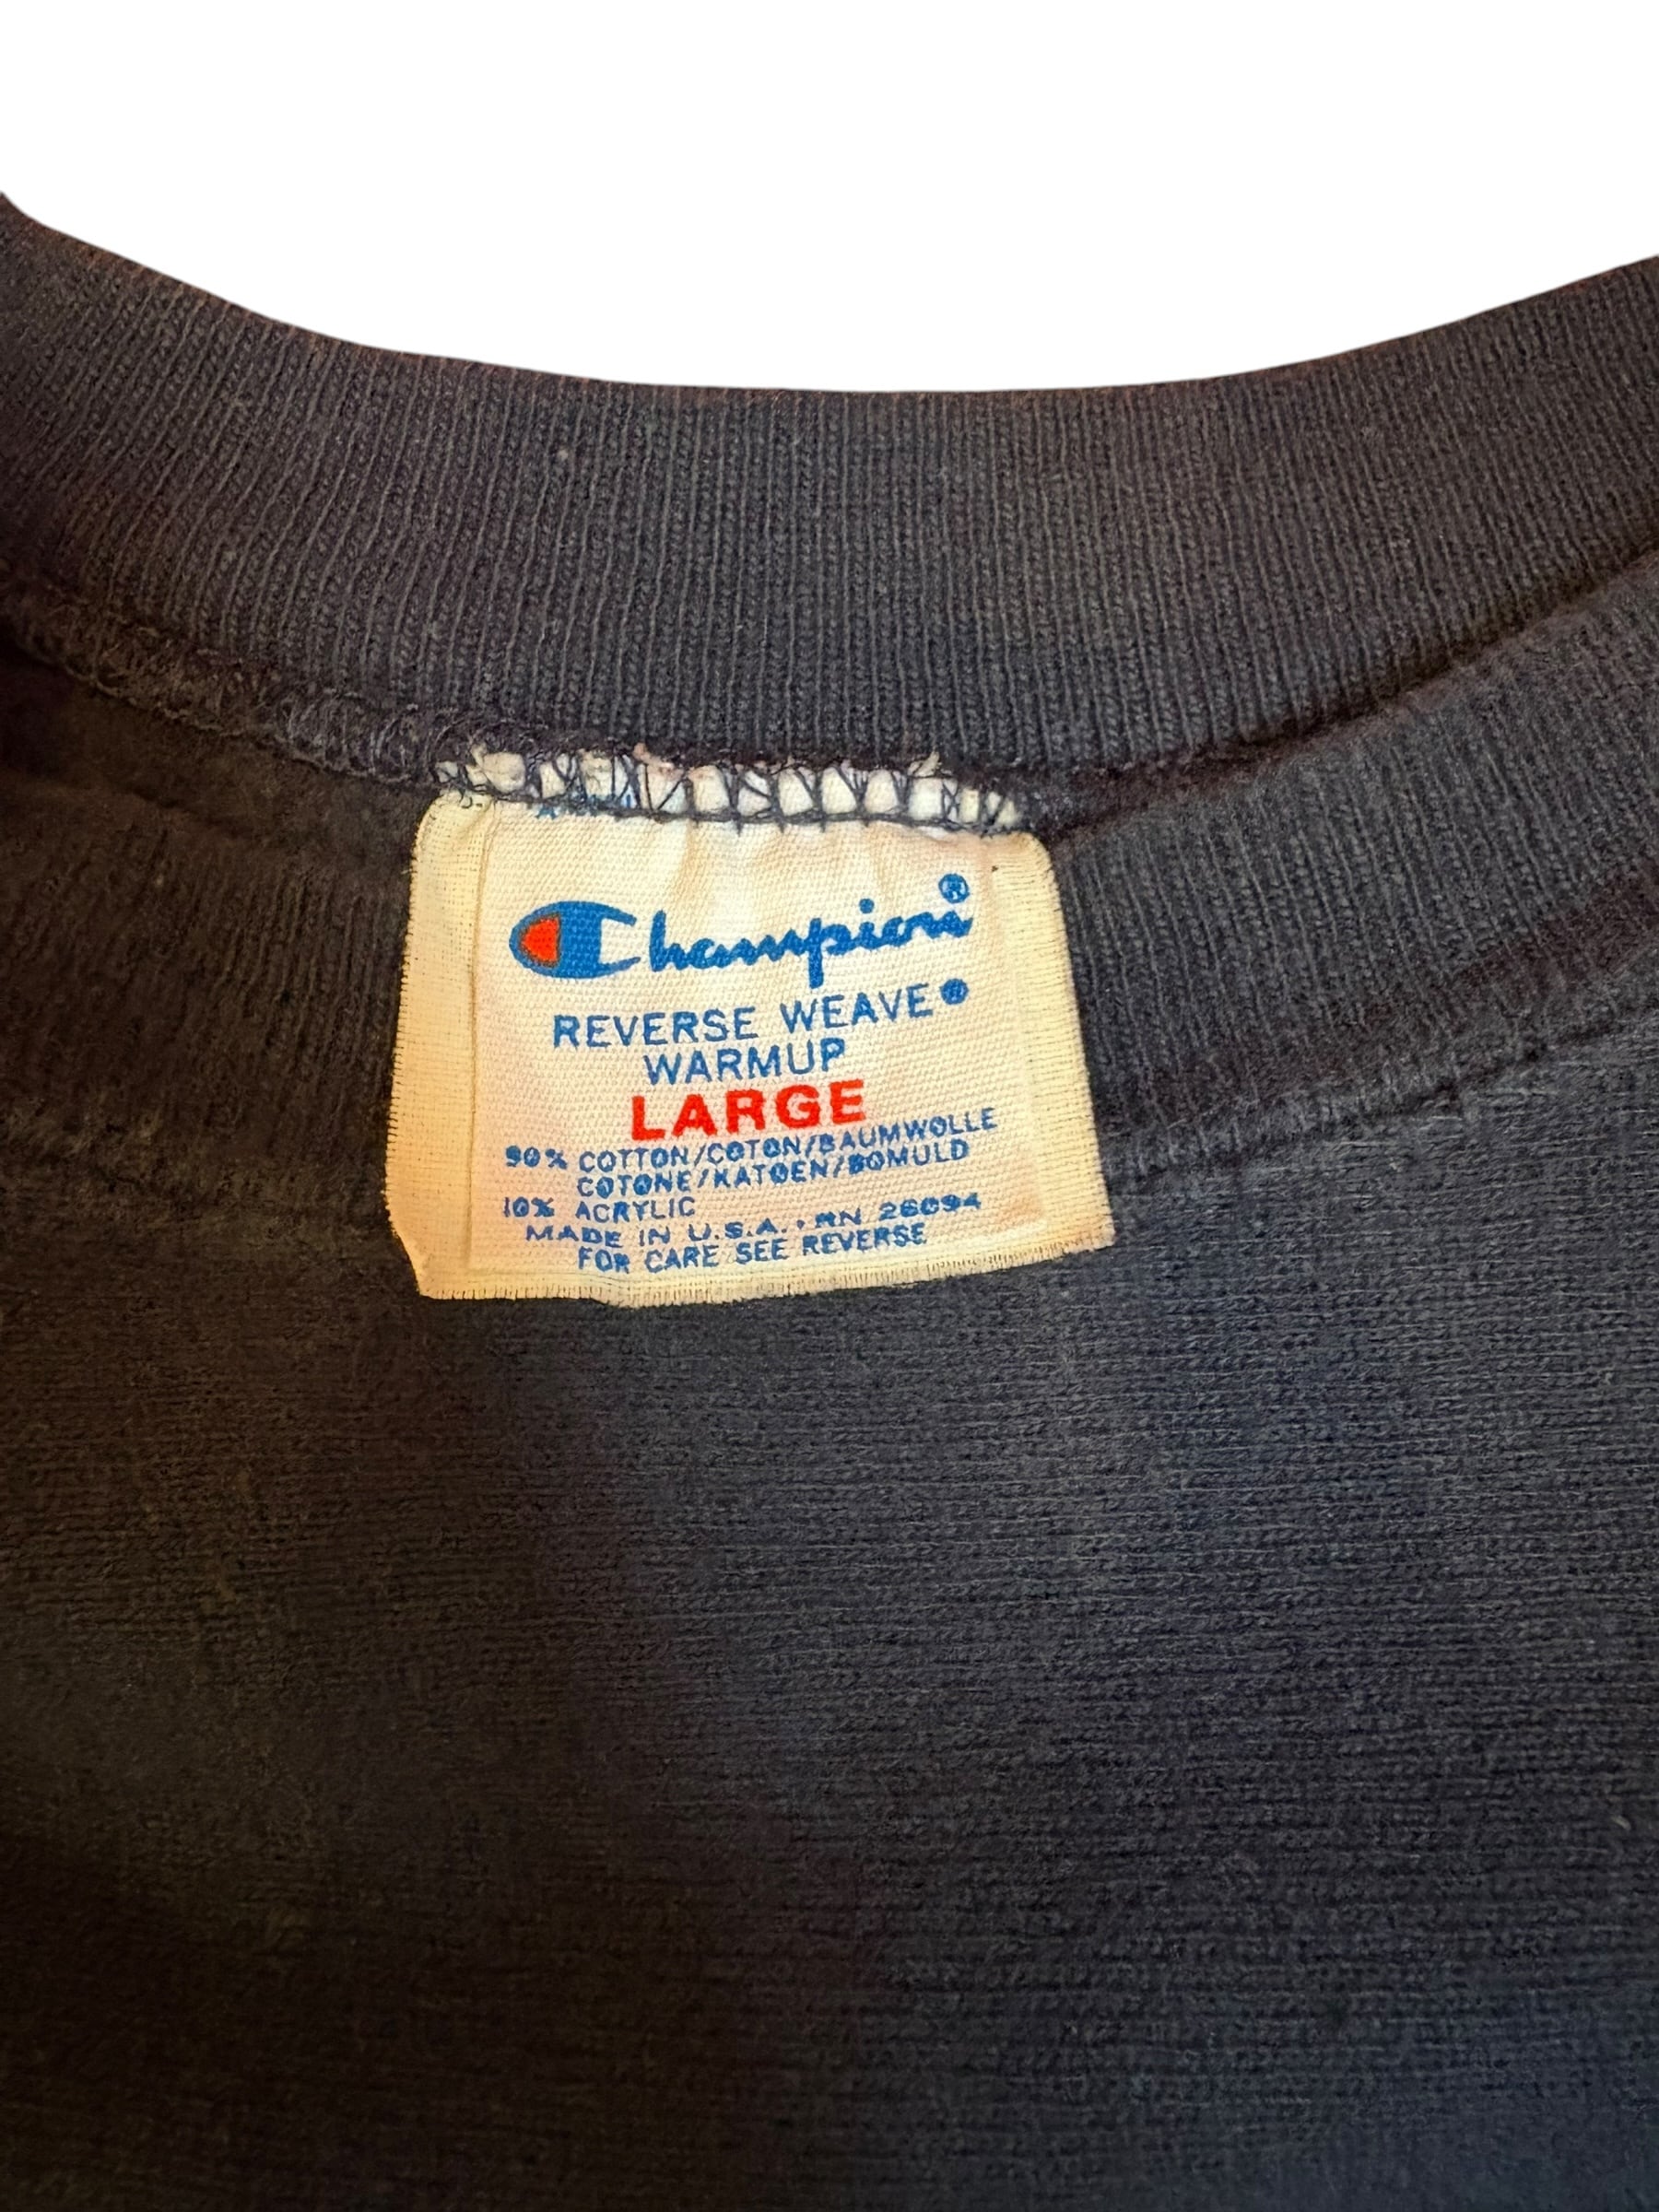 Champion®
REVERSE WEAVE®
WARMUP
LARGE
90% COTTON/COTON/BAUMWOLLE
COTONE/KATOEN/BOMULD
10% ACRYLIC
MADE IN U.S.A. · RN 26094
FOR CARE SEE REVERSE